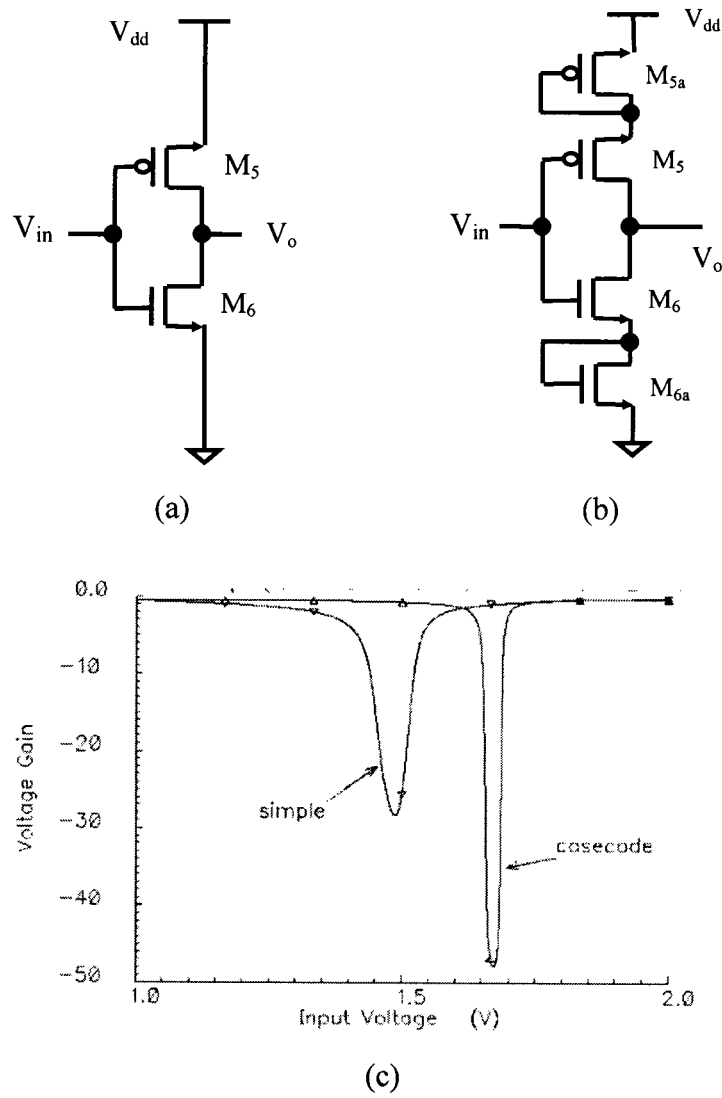 V_dd
M_5
V_in
V_o
M_6
(a)
V_dd
M_5a
M_5
V_in
V_o
M_6
M_6a
(b)
0.0
-10
-20
-30
-40
-50
Voltage Gain
simple
casecode
1.0
1.5
2.0
Input Voltage (V)
(c)